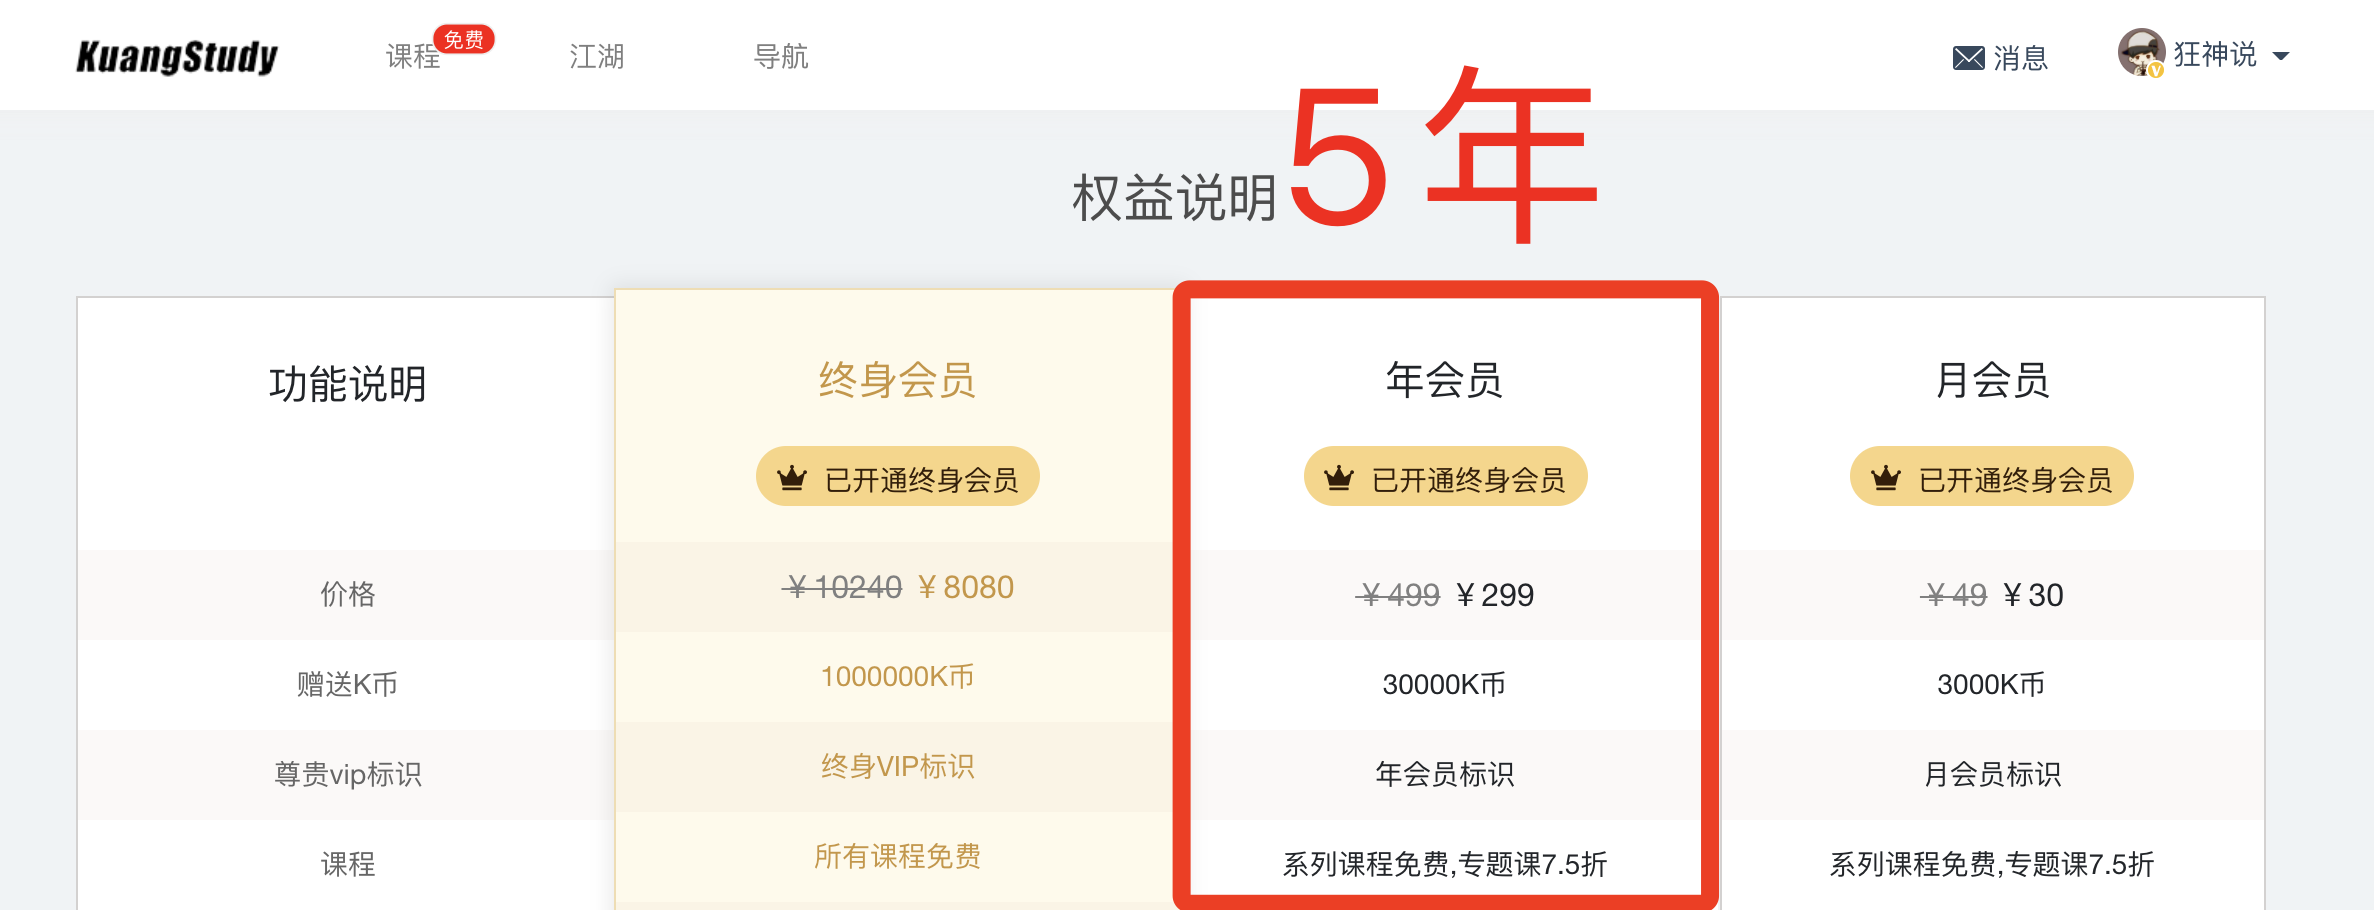 KuangStudy 课程 免费 江湖 导航 消息 狂神说
权益说明 5年
功能说明 终身会员 年会员 月会员
已开通终身会员 已开通终身会员 已开通终身会员
价格 ￥10240 ￥8080 ￥499 ￥299 ￥49 ￥30
赠送K币 1000000K币 30000K币 3000K币
尊贵vip标识 终身VIP标识 年会员标识 月会员标识
课程 所有课程免费 系列课程免费,专题课7.5折 系列课程免费,专题课7.5折